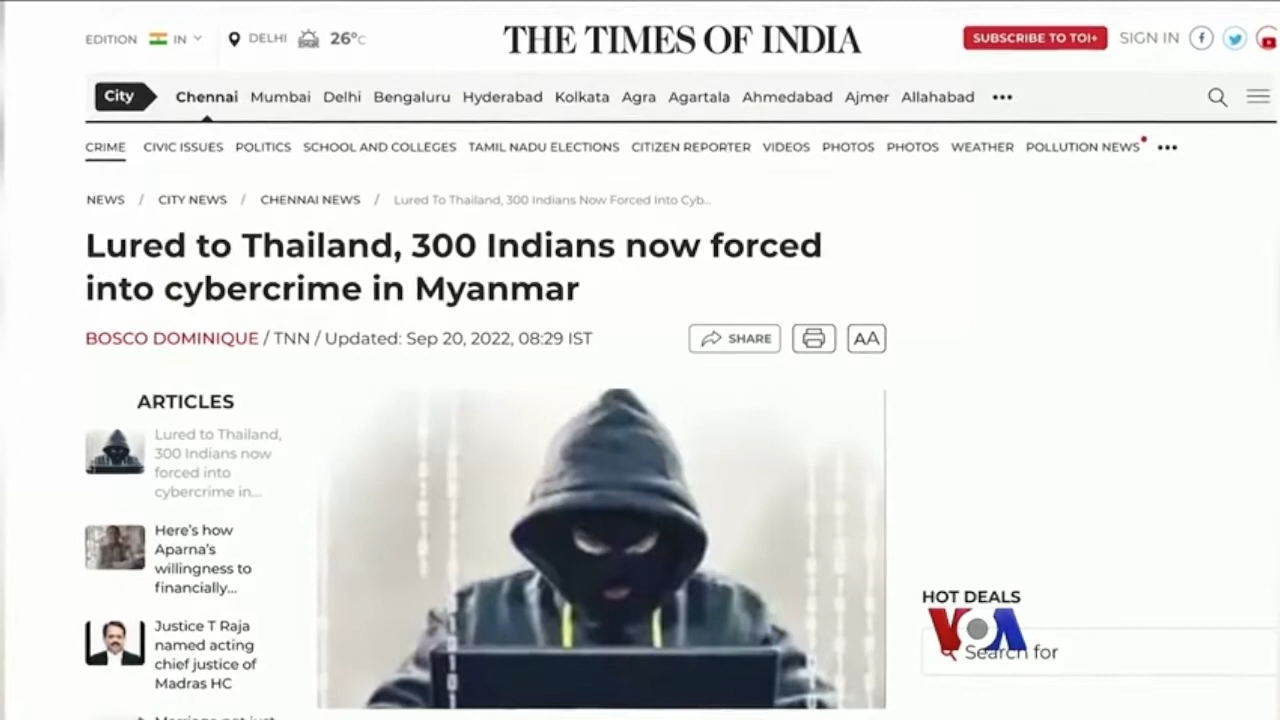 EDITION IN DELHI 26°C THE TIMES OF INDIA SUBSCRIBE TO TOI+ SIGN IN
City Chennai Mumbai Delhi Bengaluru Hyderabad Kolkata Agra Agartala Ahmedabad Ajmer Allahabad •••
CRIME CIVIC ISSUES POLITICS SCHOOL AND COLLEGES TAMIL NADU ELECTIONS CITIZEN REPORTER VIDEOS PHOTOS PHOTOS WEATHER POLLUTION NEWS •••
NEWS / CITY NEWS / CHENNAI NEWS / Lured To Thailand, 300 Indians Now Forced Into Cyb...
Lured to Thailand, 300 Indians now forced
into cybercrime in Myanmar
BOSCO DOMINIQUE / TNN / Updated: Sep 20, 2022, 08:29 IST SHARE AA
ARTICLES
Lured to Thailand,
300 Indians now
forced into
cybercrime in...
Here's how
Aparna's
willingness to
financially...
Justice T Raja
named acting
chief justice of
Madras HC
HOT DEALS
VOA
Search for